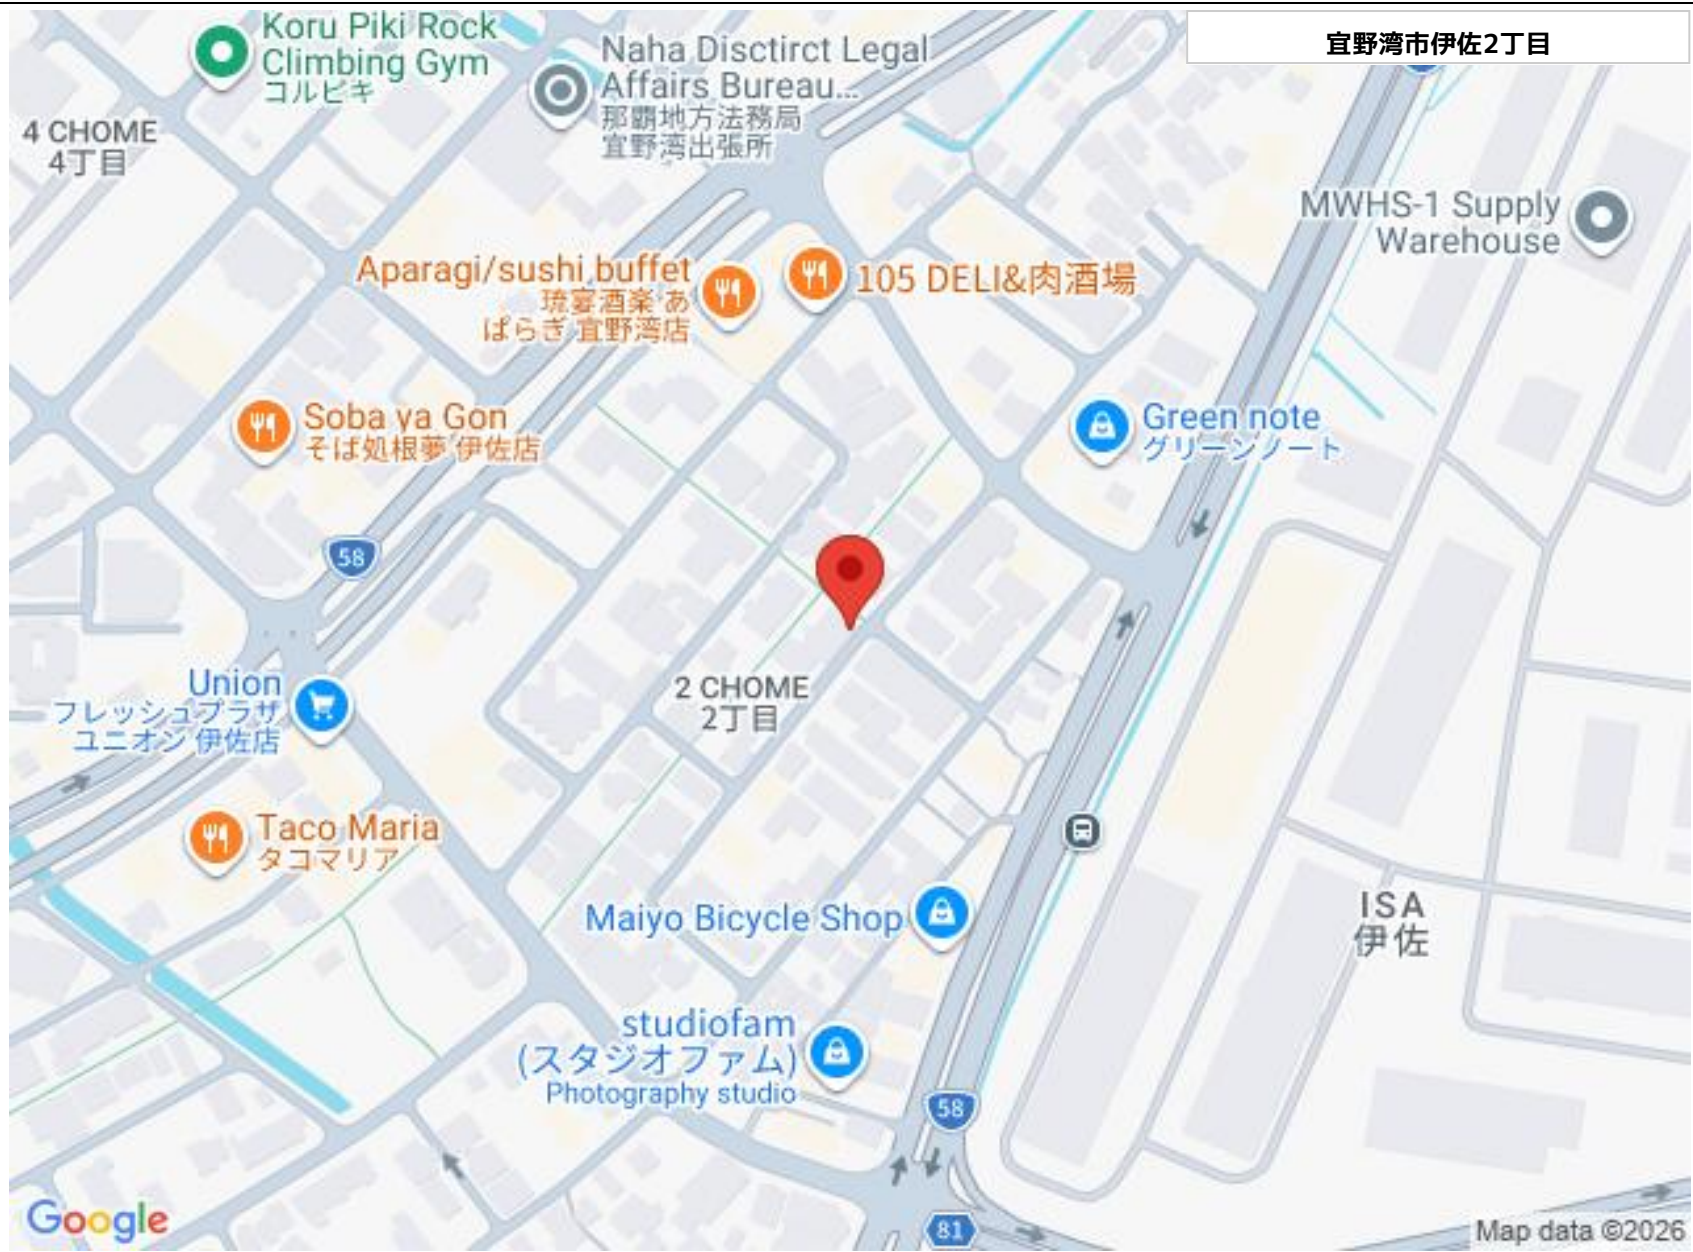 宜野湾市伊佐2丁目
Koru Piki Rock
Climbing Gym
コルピキ
Naha Disctirct Legal
Affairs Bureau...
那覇地方法務局
宜野湾出張所
4 CHOME
4丁目
MWHS-1 Supply
Warehouse
Aparagi/sushi buffet
琉宴酒楽 あ
ぱらぎ 宜野湾店
105 DELI&肉酒場
Soba ya Gon
そば処根夢 伊佐店
Green note
グリーンノート
58
Union
フレッシュプラザ
ユニオン 伊佐店
2 CHOME
2丁目
Taco Maria
タコマリア
Maiyo Bicycle Shop
ISA
伊佐
studiofam
(スタジオファム)
Photography studio
58
81
Google
Map data ©2026